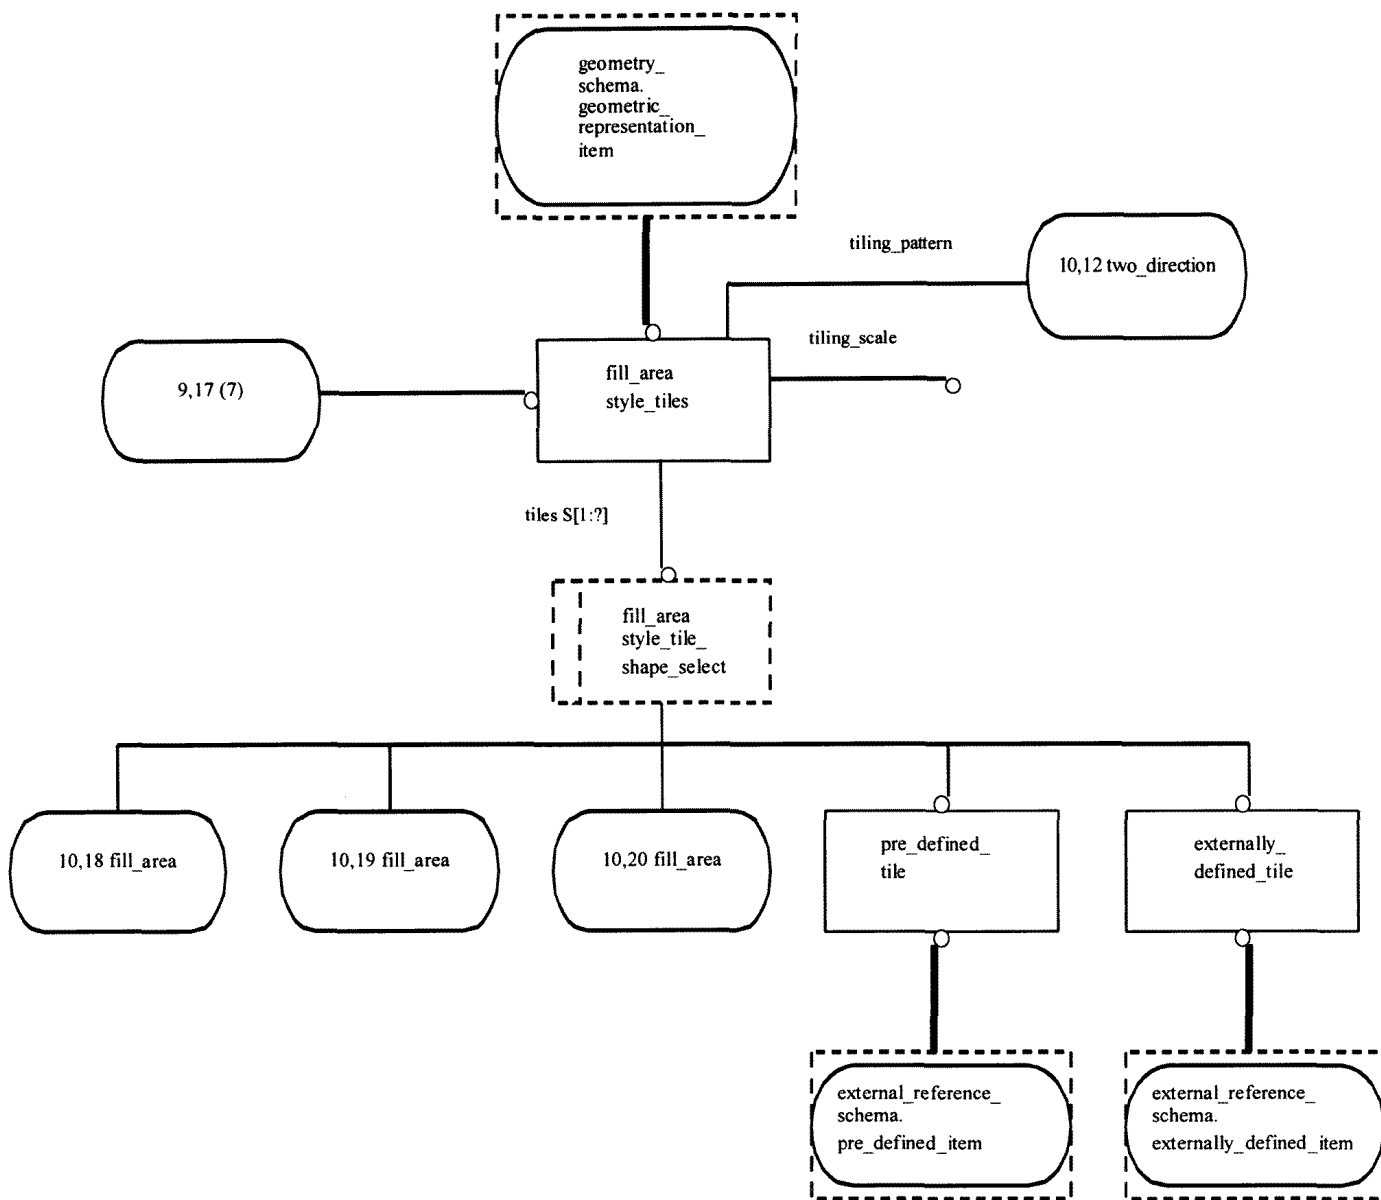 geometry_
schema.
geometric_
representation_
item
tiling_pattern
10,12 two_direction
tiling_scale
9,17 (7)
fill_area
style_tiles
tiles S[1:?]
fill_area
style_tile_
shape_select
10,18 fill_area
10,19 fill_area
10,20 fill_area
pre_defined_
tile
externally_
defined_tile
external_reference_
schema.
pre_defined_item
external_reference_
schema.
externally_defined_item